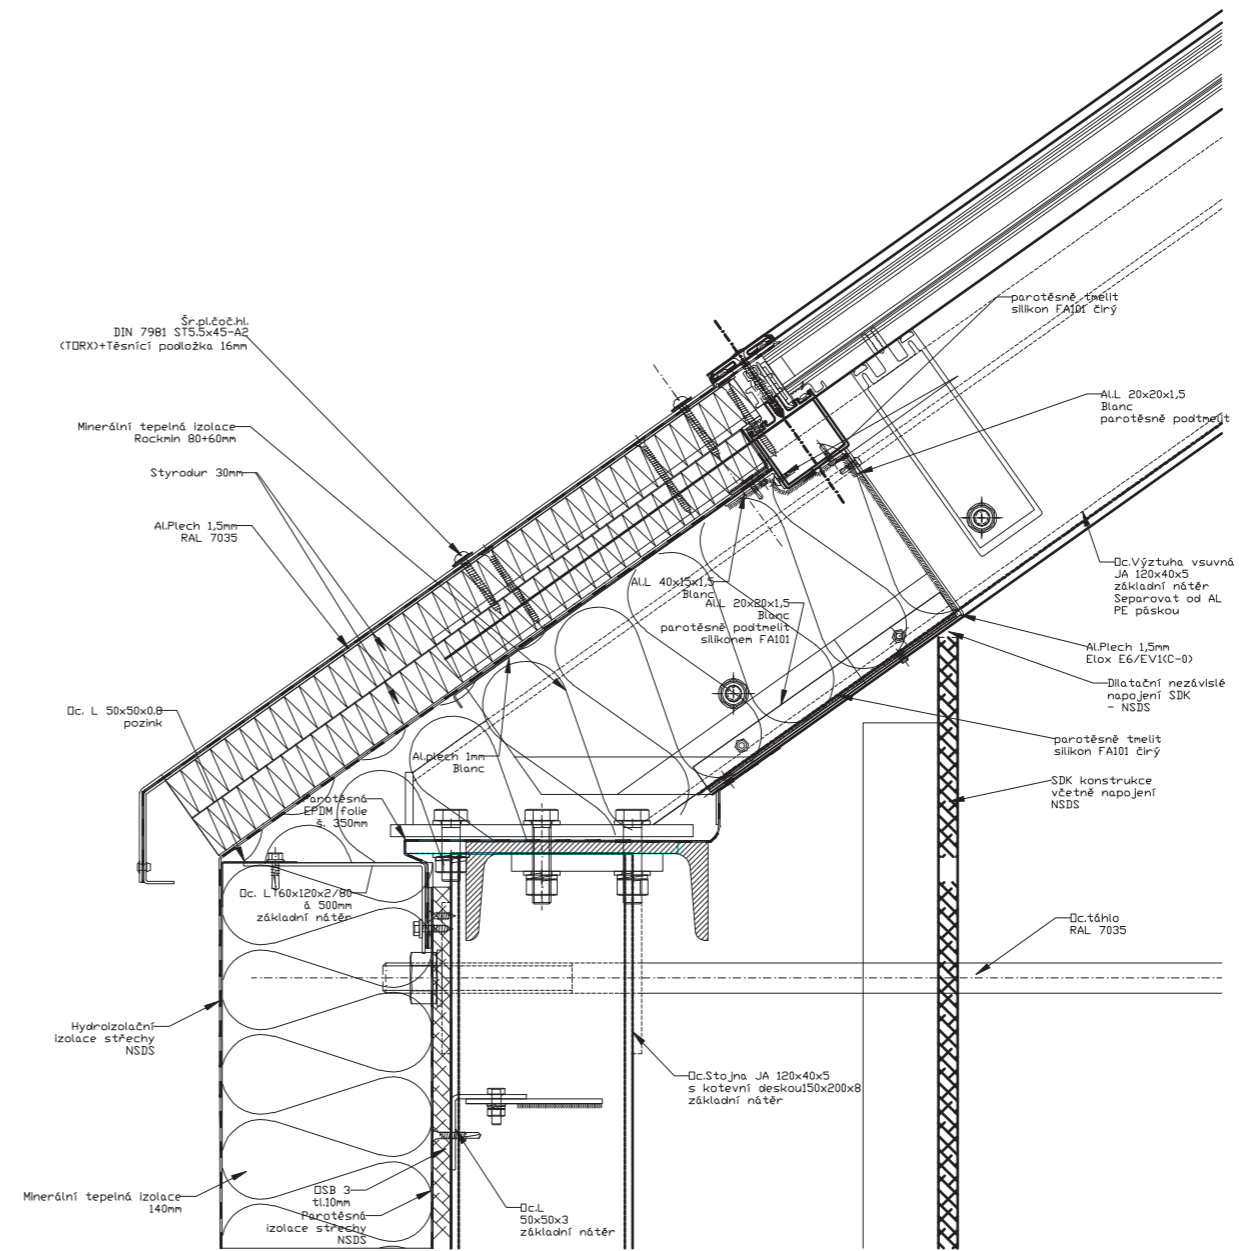 Šr.pl.čoč.hl.
DIN 7981 ST5.5x45-A2
(TORX)+Těsnící podložka 16mm
Minerální tepelná izolace
Rockmin 80+60mm
Styrodur 30mm
Al.Plech 1,5mm
RAL 7035
Oc. L 50x50x0.8
pozink
Parotěsná
EPDM folie
š. 350mm
Oc. LT60x120x2/80
á 500mm
základní nátěr
Hydroizolační
izolace střechy
NSDS
Minerální tepelná izolace
140mm
OSB 3
tl.10mm
Parotěsná
izolace střechy
NSDS
Al.plech 1mm
Blanc
Al.L 40x15x1,5
Blanc
Al.L 20x20x1,5
Blanc
parotěsně podtmelit
silikonem FA101
Oc.L
50x50x3
základní nátěr
Oc.Stojna JA 120x40x5
s kotevní deskou150x200x8
základní nátěr
parotěsně tmelit
silikon FA101 čirý
Al.L 20x20x1,5
Blanc
parotěsně podtmelit
Oc.Výztuha vsuvná
JA 120x40x5
základní nátěr
Separovat od AL
PE páskou
Al.Plech 1,5mm
Elox E6/EV1(C-0)
Dilatační nezávislé
napojení SDK
- NSDS
parotěsně tmelit
silikon FA101 čirý
SDK konstrukce
včetně napojení
NSDS
Oc.táhlo
RAL 7035